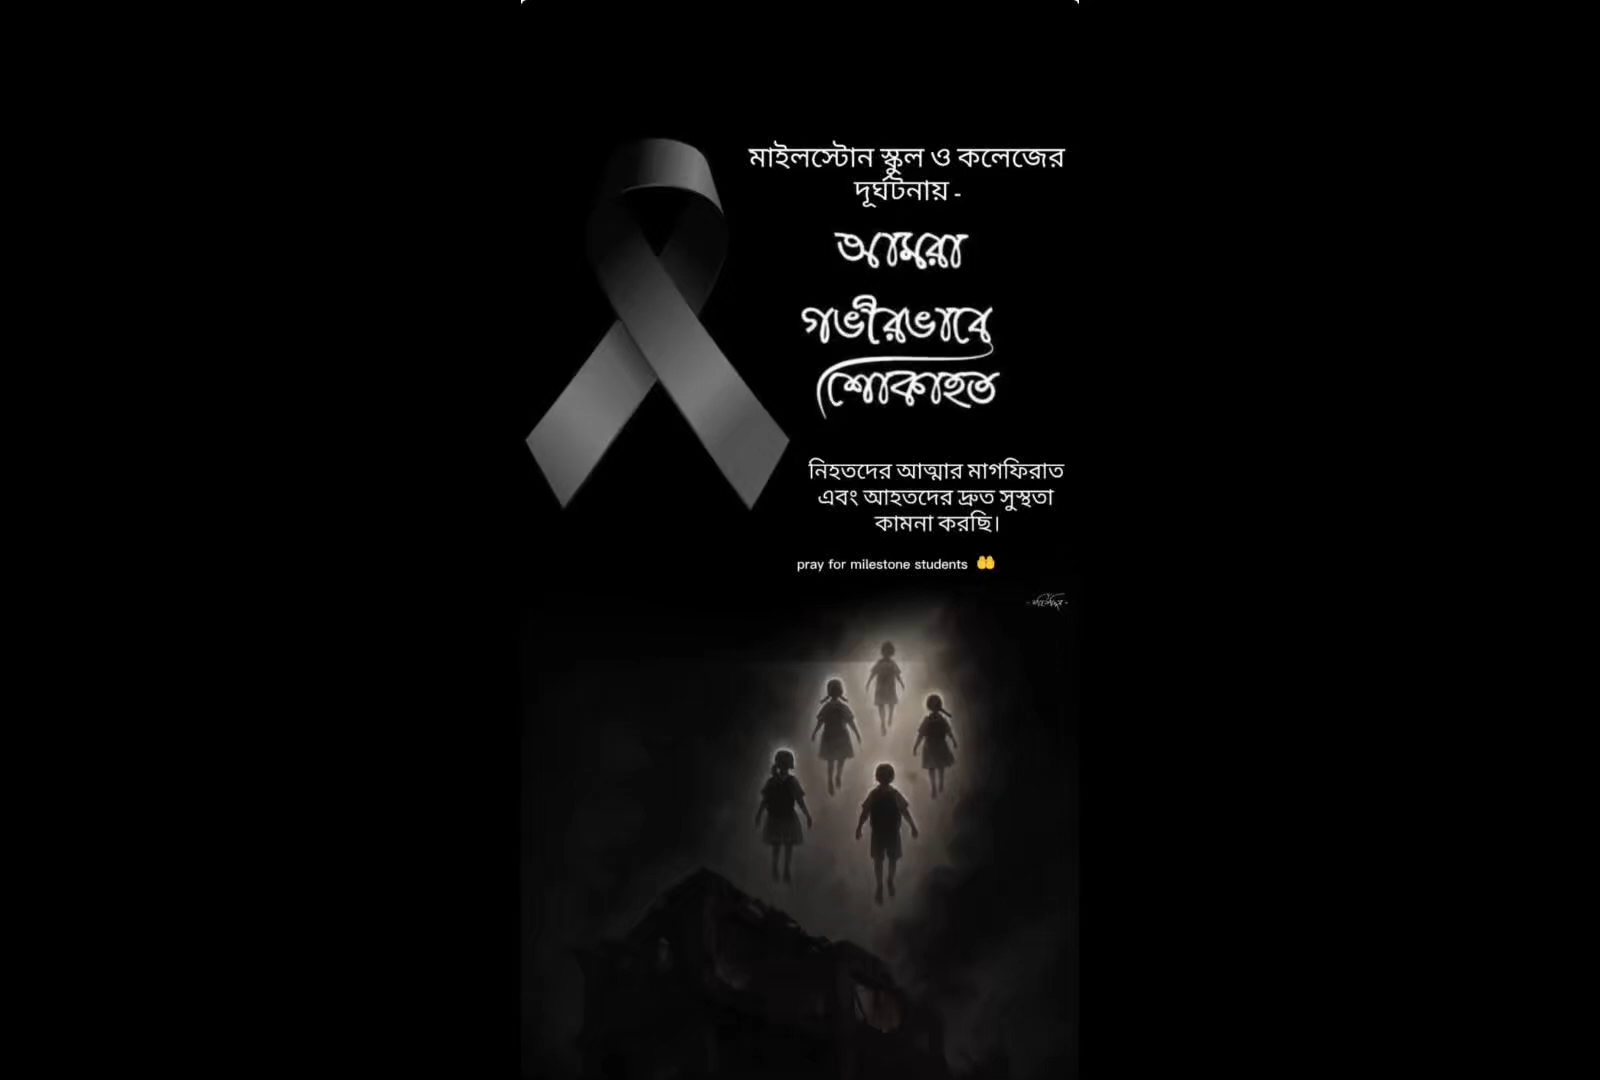 মাইলস্টোন স্কুল ও কলেজের
দূর্ঘটনায় -
আমরা
গভীরভাবে
শোকাহত
নিহতদের আত্মার মাগফিরাত
এবং আহতদের দ্রুত সুস্থতা
কামনা করছি।
pray for milestone students 🤲